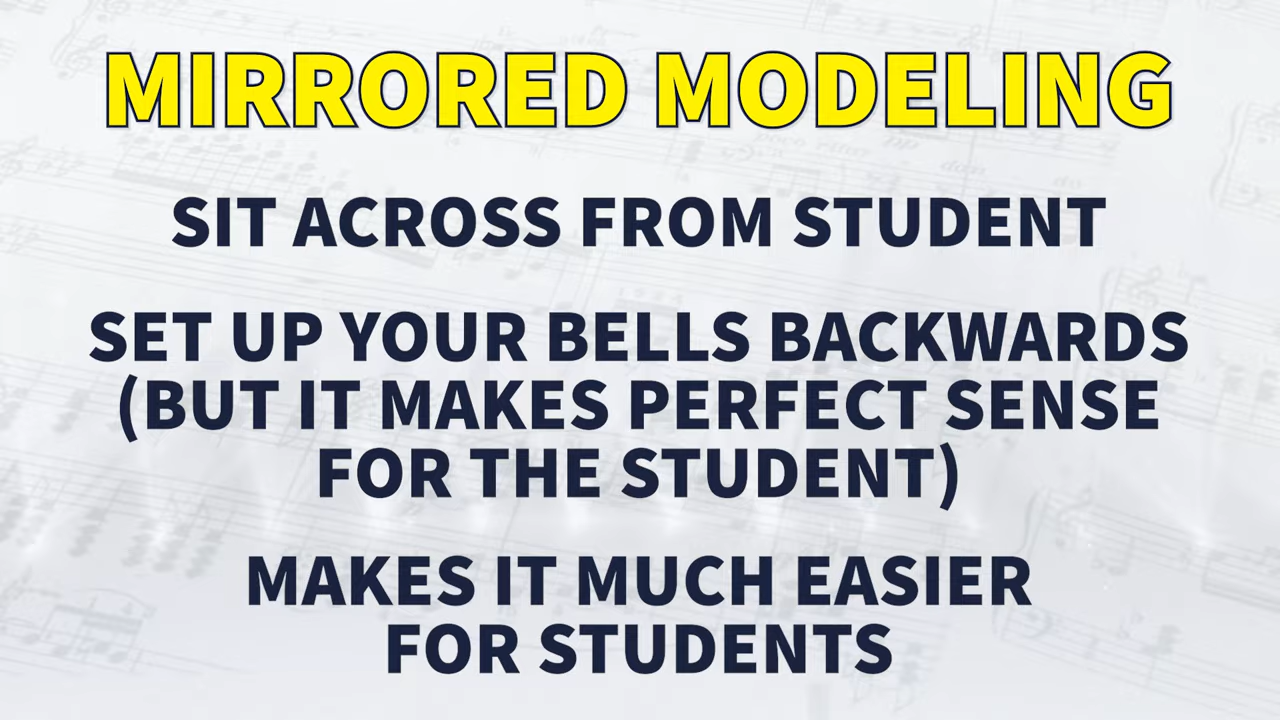 MIRRORED MODELING
SIT ACROSS FROM STUDENT
SET UP YOUR BELLS BACKWARDS
(BUT IT MAKES PERFECT SENSE
FOR THE STUDENT)
MAKES IT MUCH EASIER
FOR STUDENTS